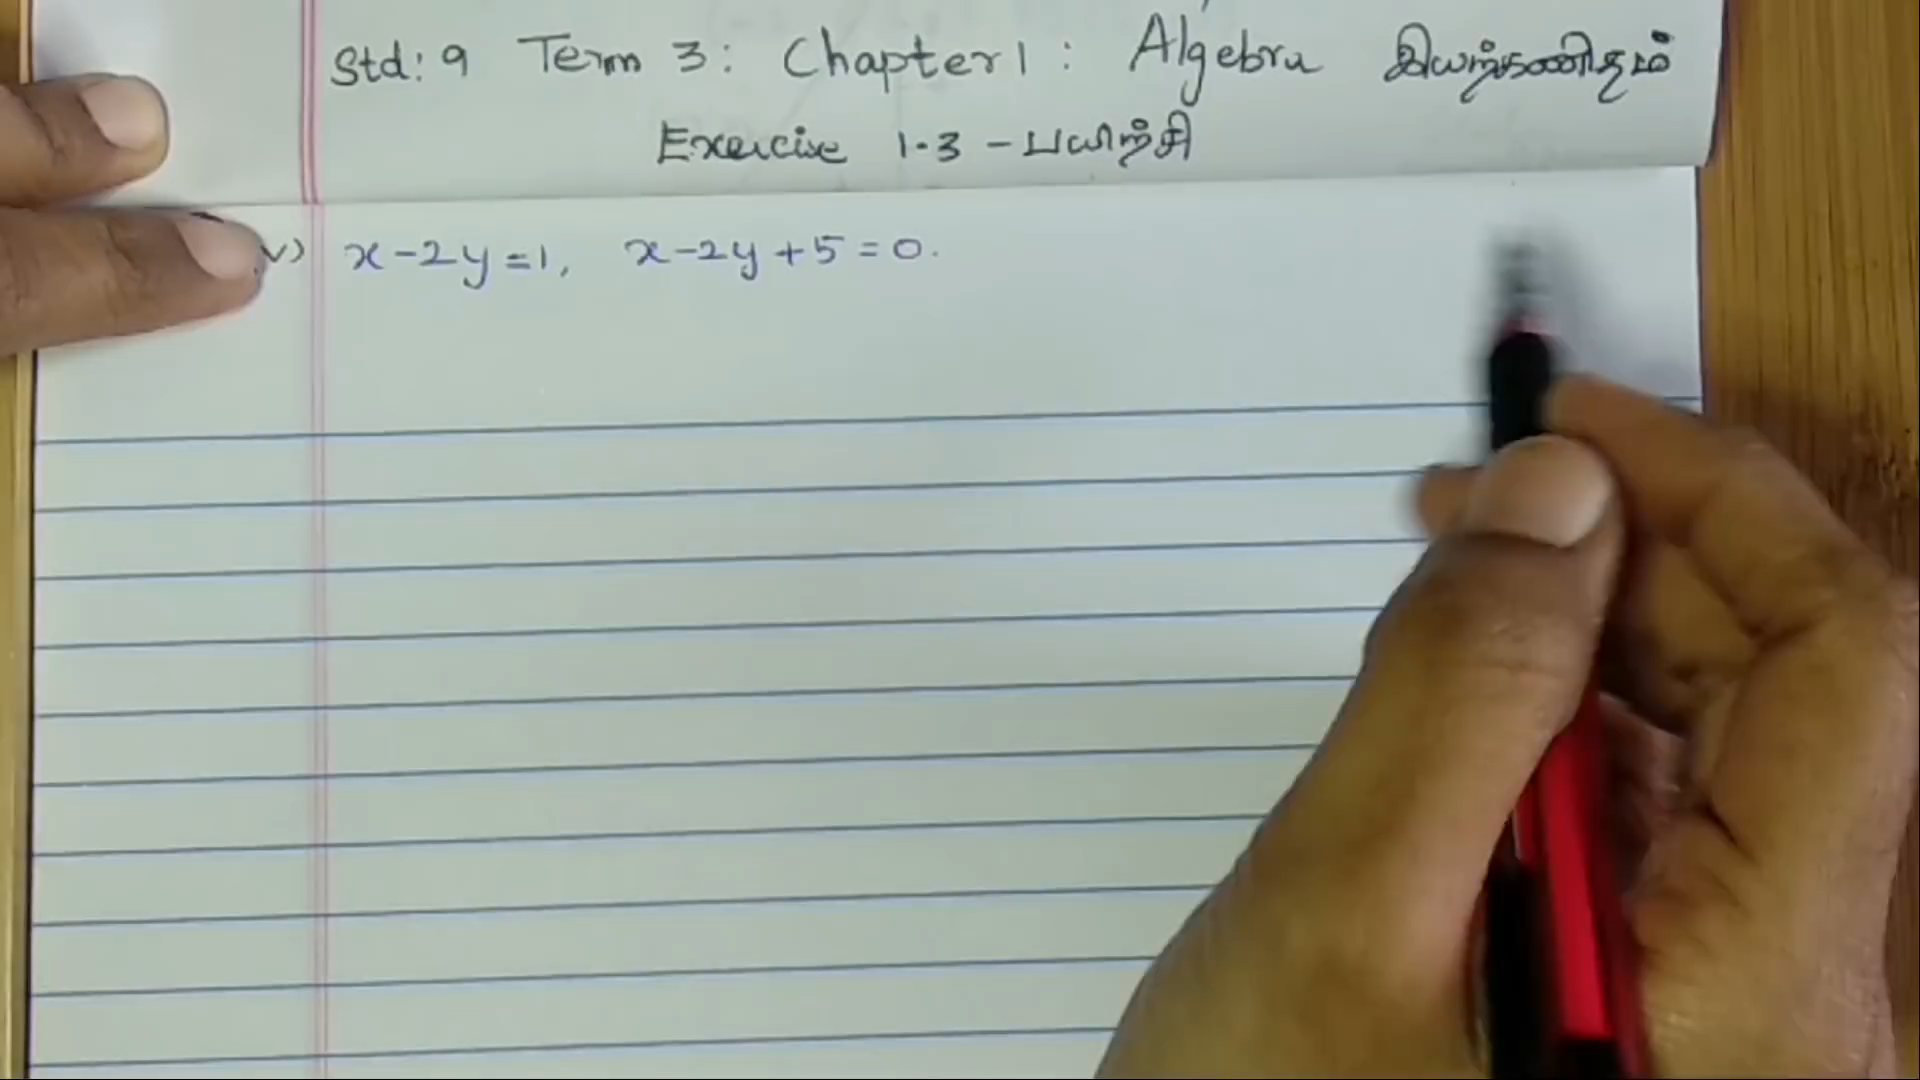 Std: 9 Term 3: Chapter 1 : Algebra இயற்கணிதம்
Exercise 1.3 - பயிற்சி
v) x-2y=1, x-2y+5=0.